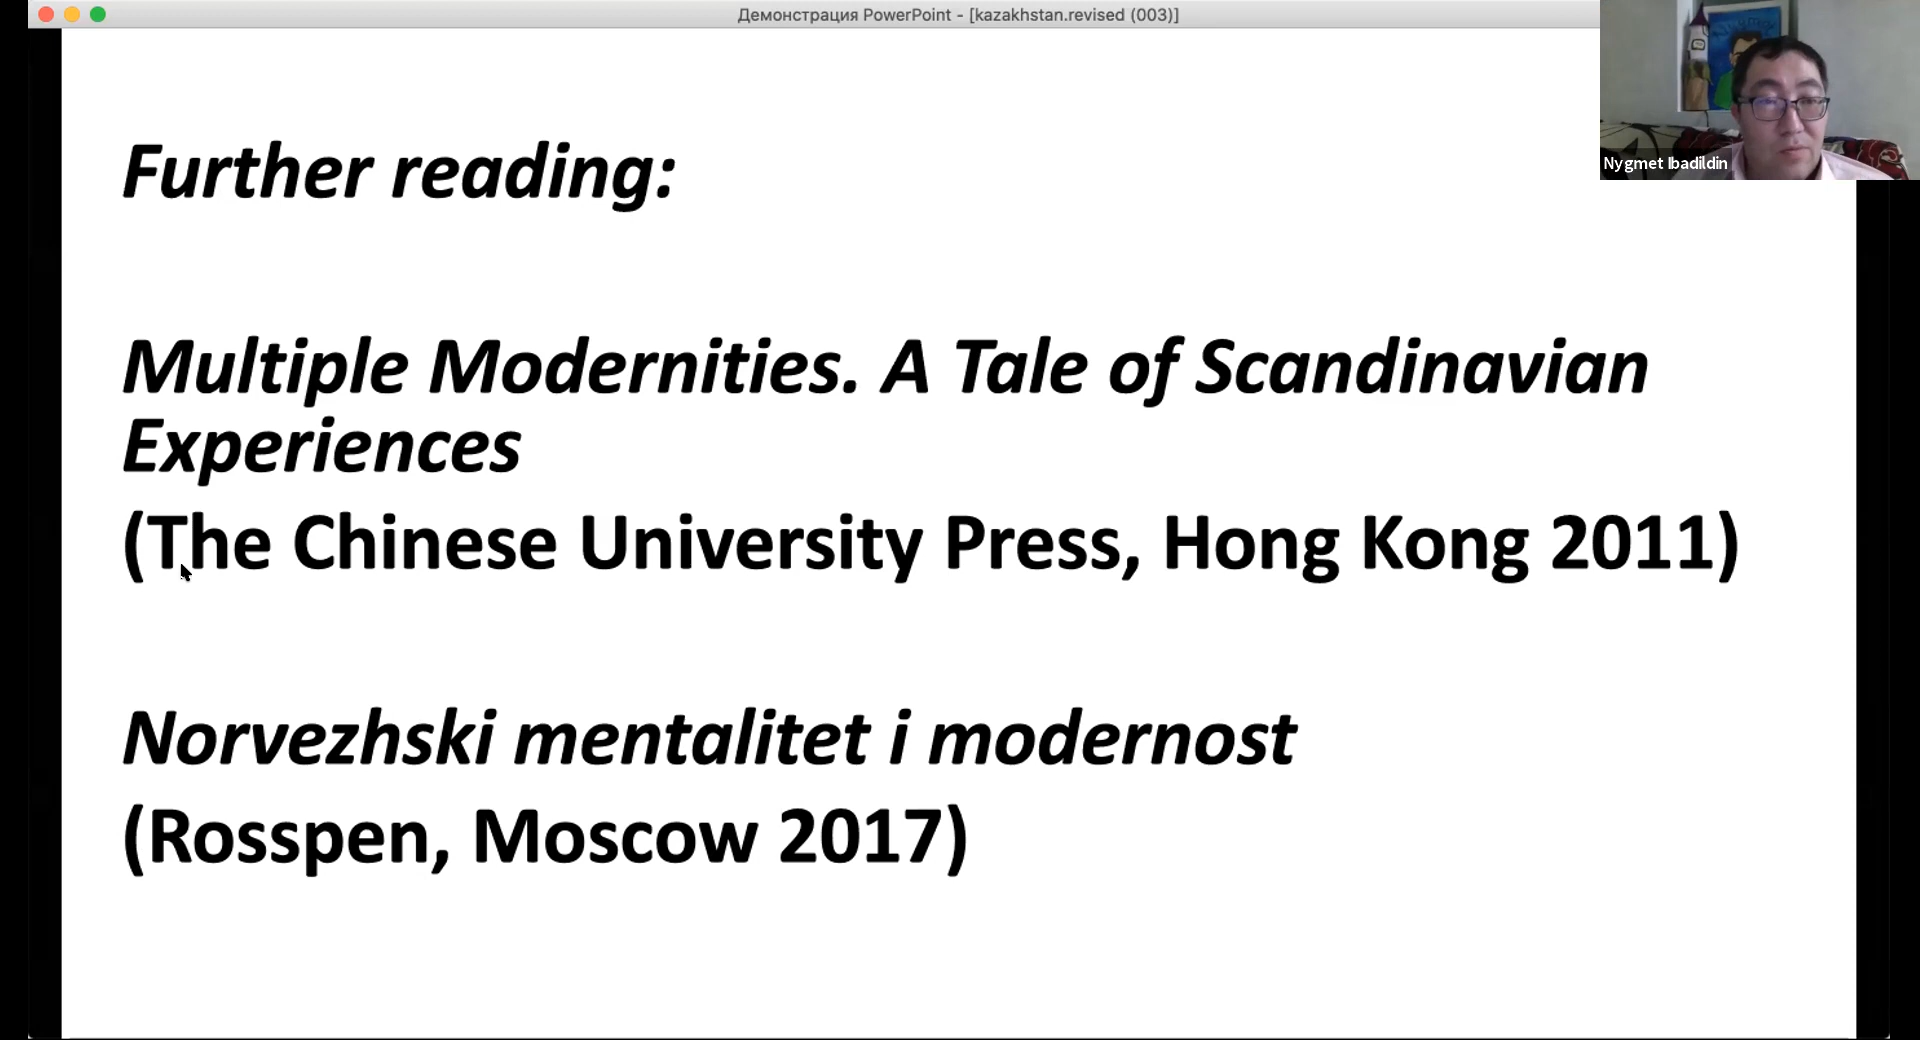 Демонстрация PowerPoint - [kazakhstan.revised (003)]
Nygmet Ibadildin
Further reading:
Multiple Modernities. A Tale of Scandinavian
Experiences
(The Chinese University Press, Hong Kong 2011)
Norvezhski mentalitet i modernost
(Rosspen, Moscow 2017)